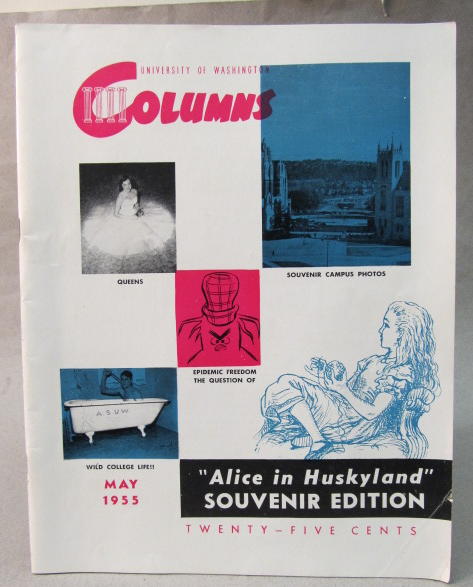 UNIVERSITY OF WASHINGTON
COLUMNS
QUEENS
SOUVENIR CAMPUS PHOTOS
EPIDEMIC FREEDOM
THE QUESTION OF
A.S.U.W.
WILD COLLEGE LIFE!!
MAY
1955
"Alice in Huskyland"
SOUVENIR EDITION
TWENTY-FIVE CENTS